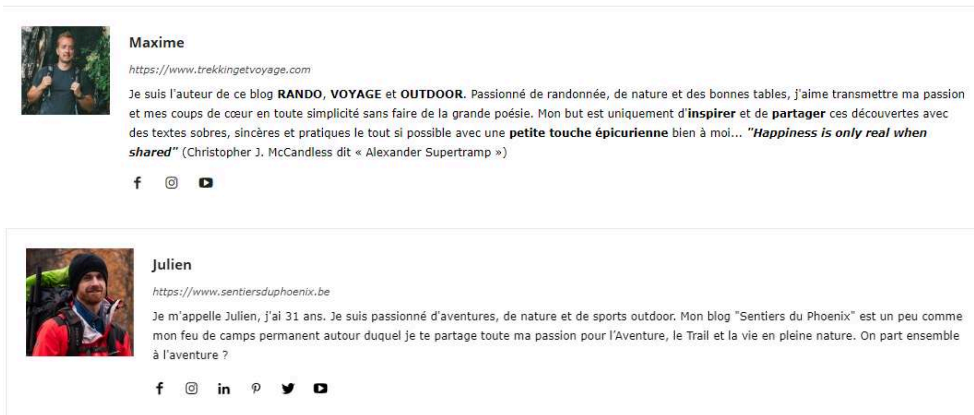 Maxime
https://www.trekkingetvoyage.com
Je suis l'auteur de ce blog RANDO, VOYAGE et OUTDOOR. Passionné de randonnée, de nature et des bonnes tables, j'aime transmettre ma passion
et mes coups de cœur en toute simplicité sans faire de la grande poésie. Mon but est uniquement d'inspirer et de partager ces découvertes avec
des textes sobres, sincères et pratiques le tout si possible avec une petite touche épicurienne bien à moi... "Happiness is only real when
shared" (Christopher J. McCandless dit « Alexander Supertramp »)
Julien
https://www.sentiersduphoenix.be
Je m'appelle Julien, j'ai 31 ans. Je suis passionné d'aventures, de nature et de sports outdoor. Mon blog "Sentiers du Phoenix" est un peu comme
mon feu de camps permanent autour duquel je te partage toute ma passion pour l'Aventure, le Trail et la vie en pleine nature. On part ensemble
à l'aventure ?